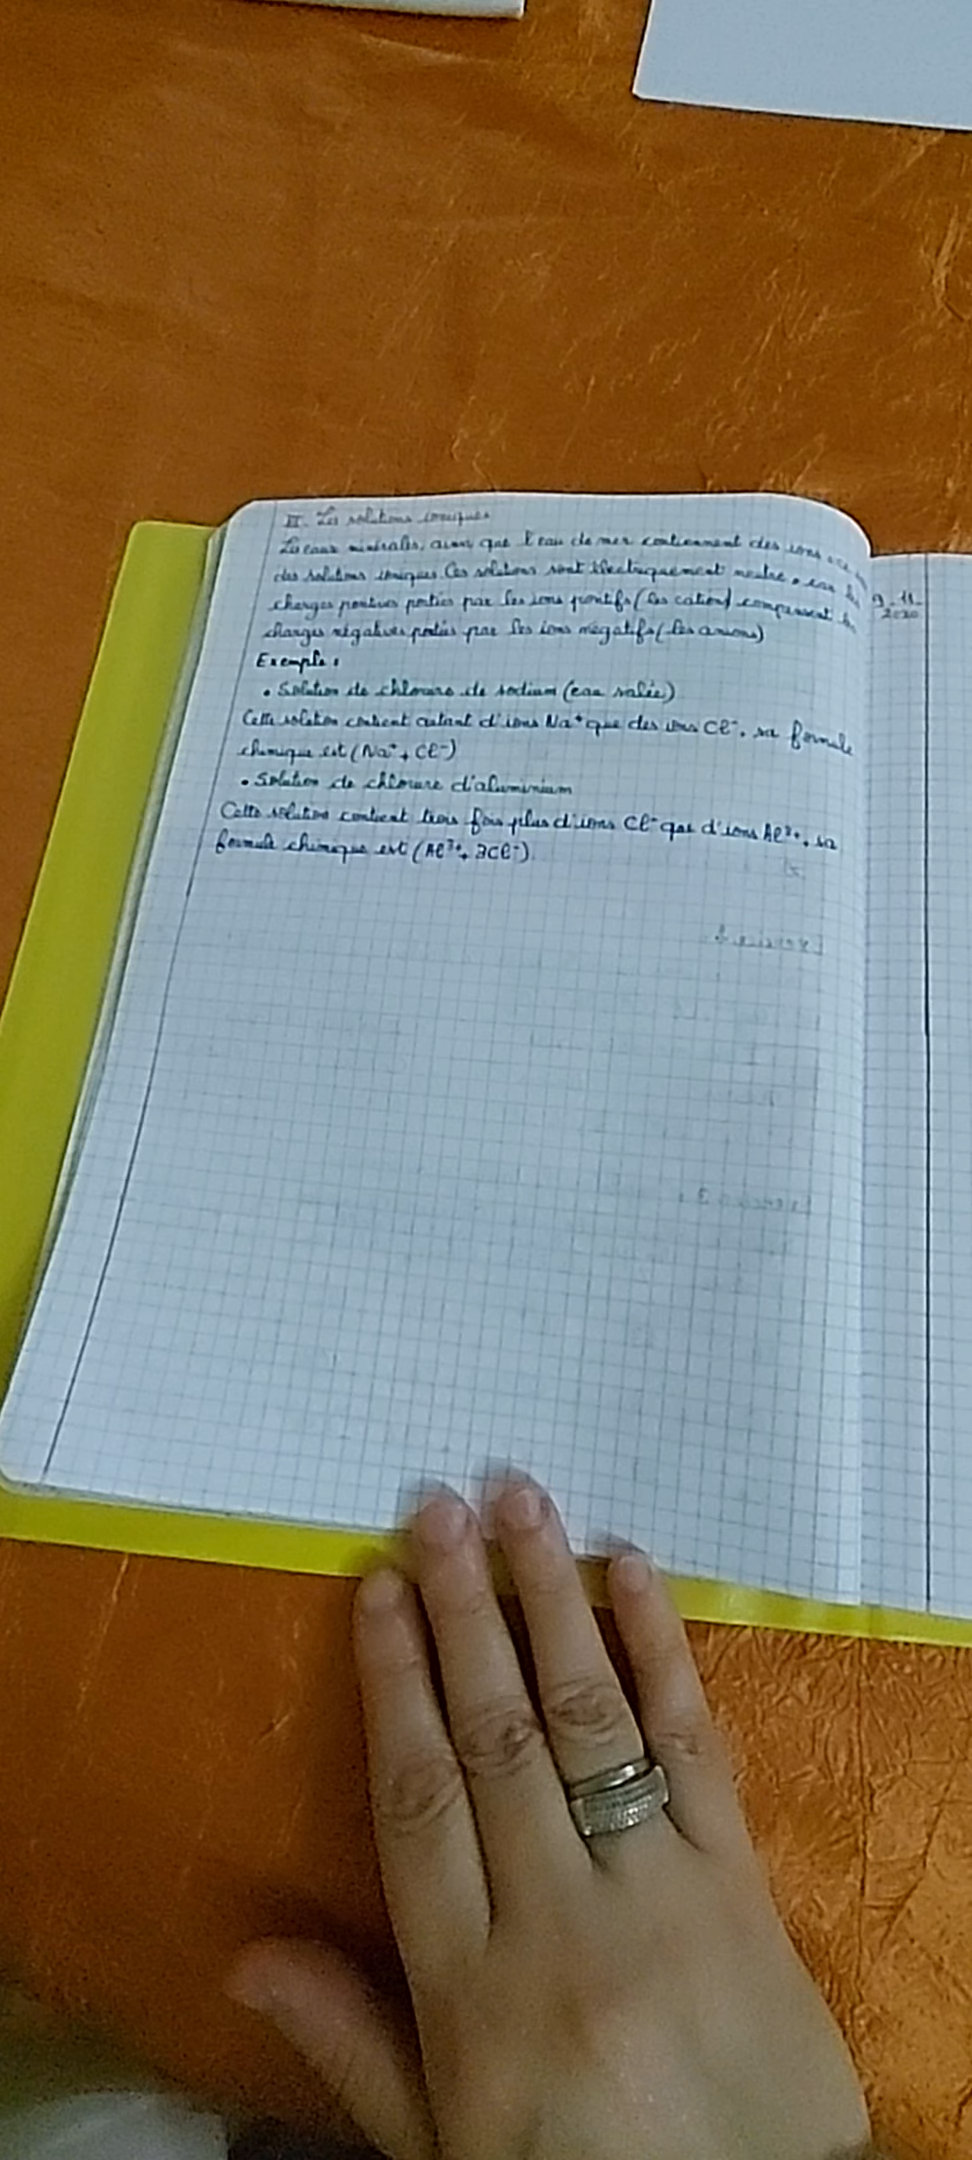 III. Les solutions ioniques
Les eaux minérales, ainsi que l'eau de mer contiennent des ions
des solutions ioniques Ces solutions sont électriquement neutre, car les
charges positives portées par les ions positifs (les cations) compensent les
charges négatives portées par les ions négatifs (les anions)
Exemple :
• Solution de chlorure de sodium (eau salée)
Cette solution contient autant d'ions Na⁺ que des ions Cl⁻, sa formule
chimique est (Na⁺ + Cl⁻)
• Solution de chlorure d'aluminium
Cette solution contient trois fois plus d'ions Cl⁻ que d'ions Al³⁺, sa
formule chimique est (Al³⁺ + 3Cl⁻).
9-11-
2020